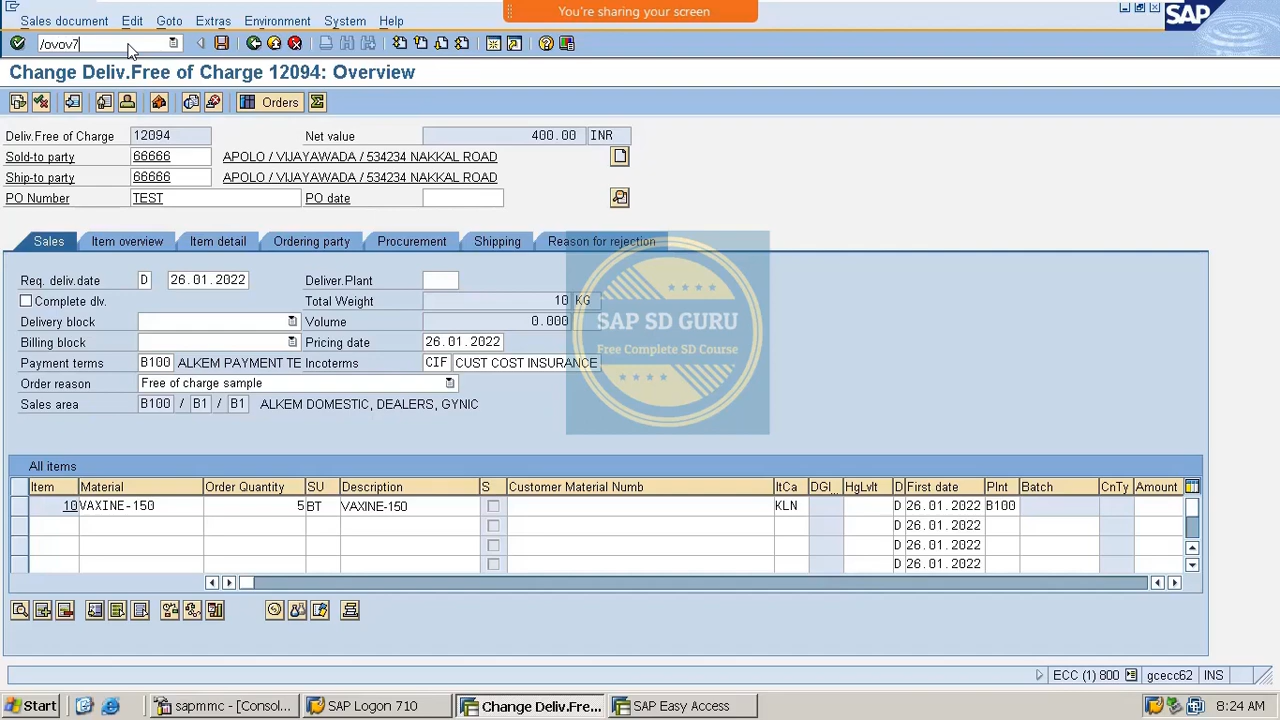 You're sharing your screen
Sales document Edit Goto Extras Environment System Help
SAP
/ovov7
Change Deliv.Free of Charge 12094: Overview
Orders
Deliv.Free of Charge 12094 Net value 400.00 INR
Sold-to party 66666 APOLO / VIJAYAWADA / 534234 NAKKAL ROAD
Ship-to party 66666 APOLO / VIJAYAWADA / 534234 NAKKAL ROAD
PO Number TEST PO date
Sales Item overview Item detail Ordering party Procurement Shipping Reason for rejection
Req. deliv.date D 26.01.2022 Deliver.Plant
Complete dlv. Total Weight 10 KG
Delivery block Volume 0.000
Billing block Pricing date 26.01.2022
Payment terms B100 ALKEM PAYMENT TE Incoterms CIF CUST COST INSURANCE
Order reason Free of charge sample
Sales area B100 / B1 / B1 ALKEM DOMESTIC, DEALERS, GYNIC
SAP SD GURU
Free Complete SD Course
All items
Item Material Order Quantity SU Description S Customer Material Numb ItCa DGI... HgLvIt D First date Plnt Batch CnTy Amount
10 VAXINE-150 5 BT VAXINE-150 KLN D 26.01.2022 B100
D 26.01.2022
D 26.01.2022
D 26.01.2022
ECC (1) 800 gcecc62 INS
Start sapmmc - [Consol... SAP Logon 710 Change Deliv.Fre... SAP Easy Access 8:24 AM